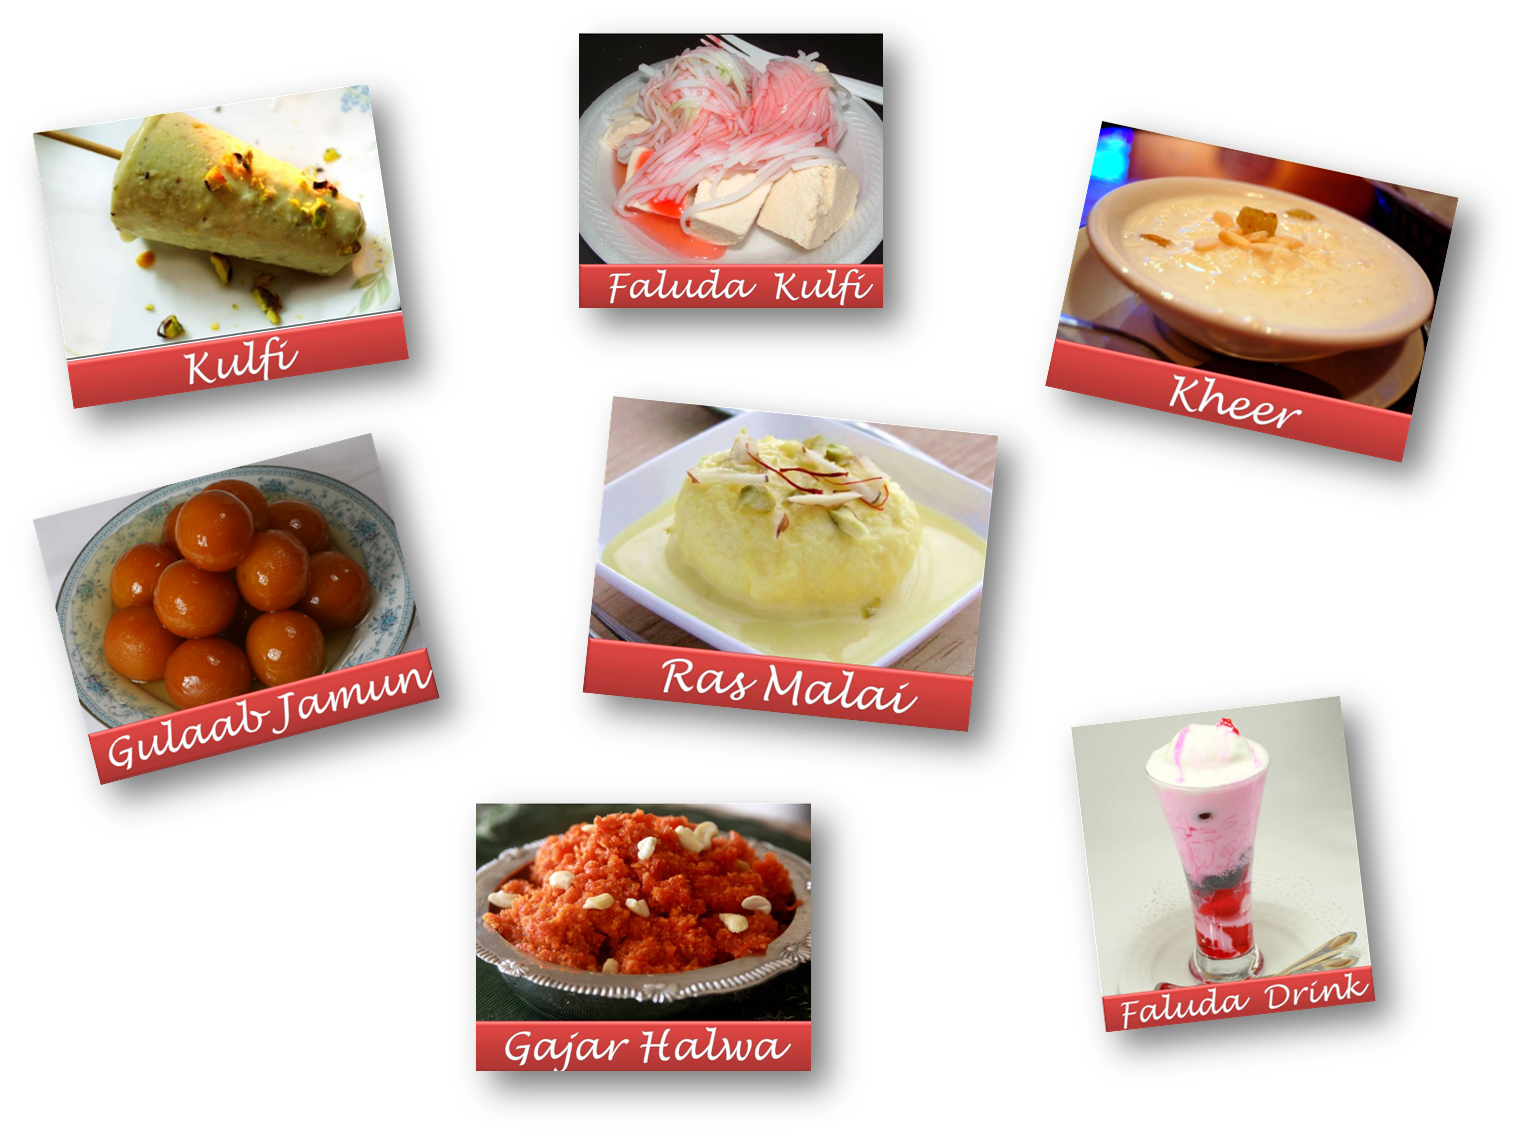 Faluda Kulfi
Kulfi
Kheer
Gulaab Jamun
Ras Malai
Faluda Drink
Gajar Halwa